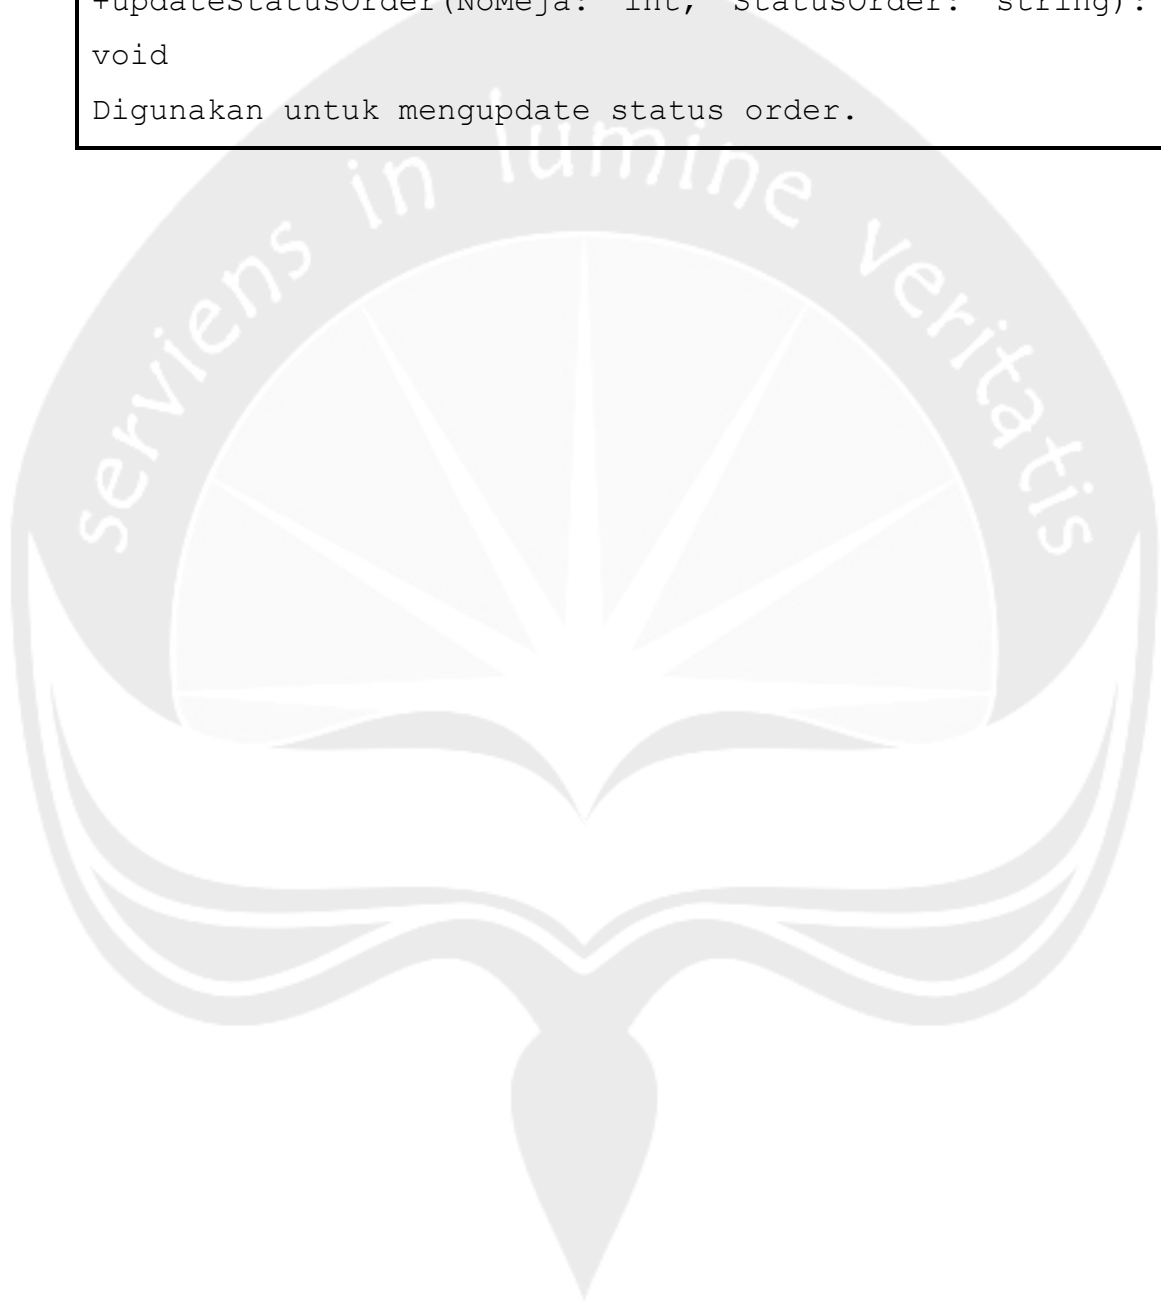 +updateStatusOrder(NoMeja: int, StatusOrder: string):
void
Digunakan untuk mengupdate status order.
serviens in lumine veritatis